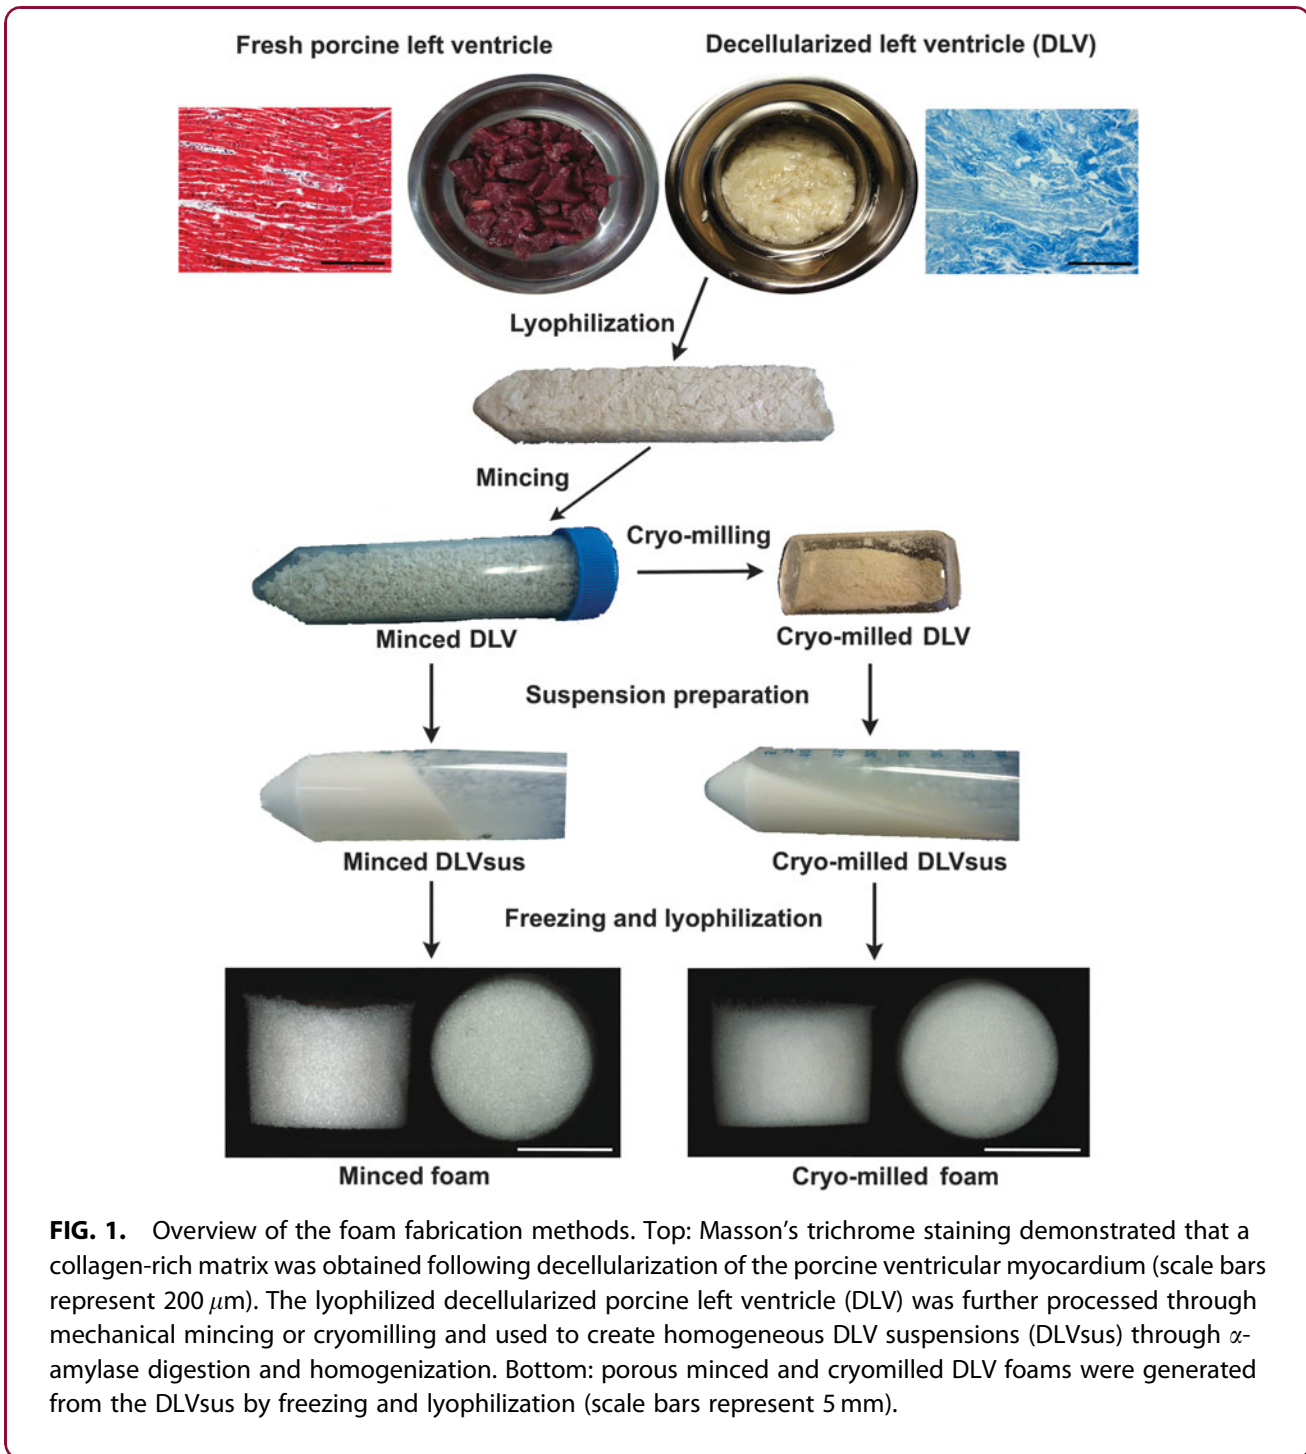 Fresh porcine left ventricle
Decellularized left ventricle (DLV)
Lyophilization
Mincing
Cryo-milling
Minced DLV
Cryo-milled DLV
Suspension preparation
Minced DLVsus
Cryo-milled DLVsus
Freezing and lyophilization
Minced foam
Cryo-milled foam
FIG. 1. Overview of the foam fabrication methods. Top: Masson's trichrome staining demonstrated that a
collagen-rich matrix was obtained following decellularization of the porcine ventricular myocardium (scale bars
represent 200 μm). The lyophilized decellularized porcine left ventricle (DLV) was further processed through
mechanical mincing or cryomilling and used to create homogeneous DLV suspensions (DLVsus) through α-
amylase digestion and homogenization. Bottom: porous minced and cryomilled DLV foams were generated
from the DLVsus by freezing and lyophilization (scale bars represent 5 mm).